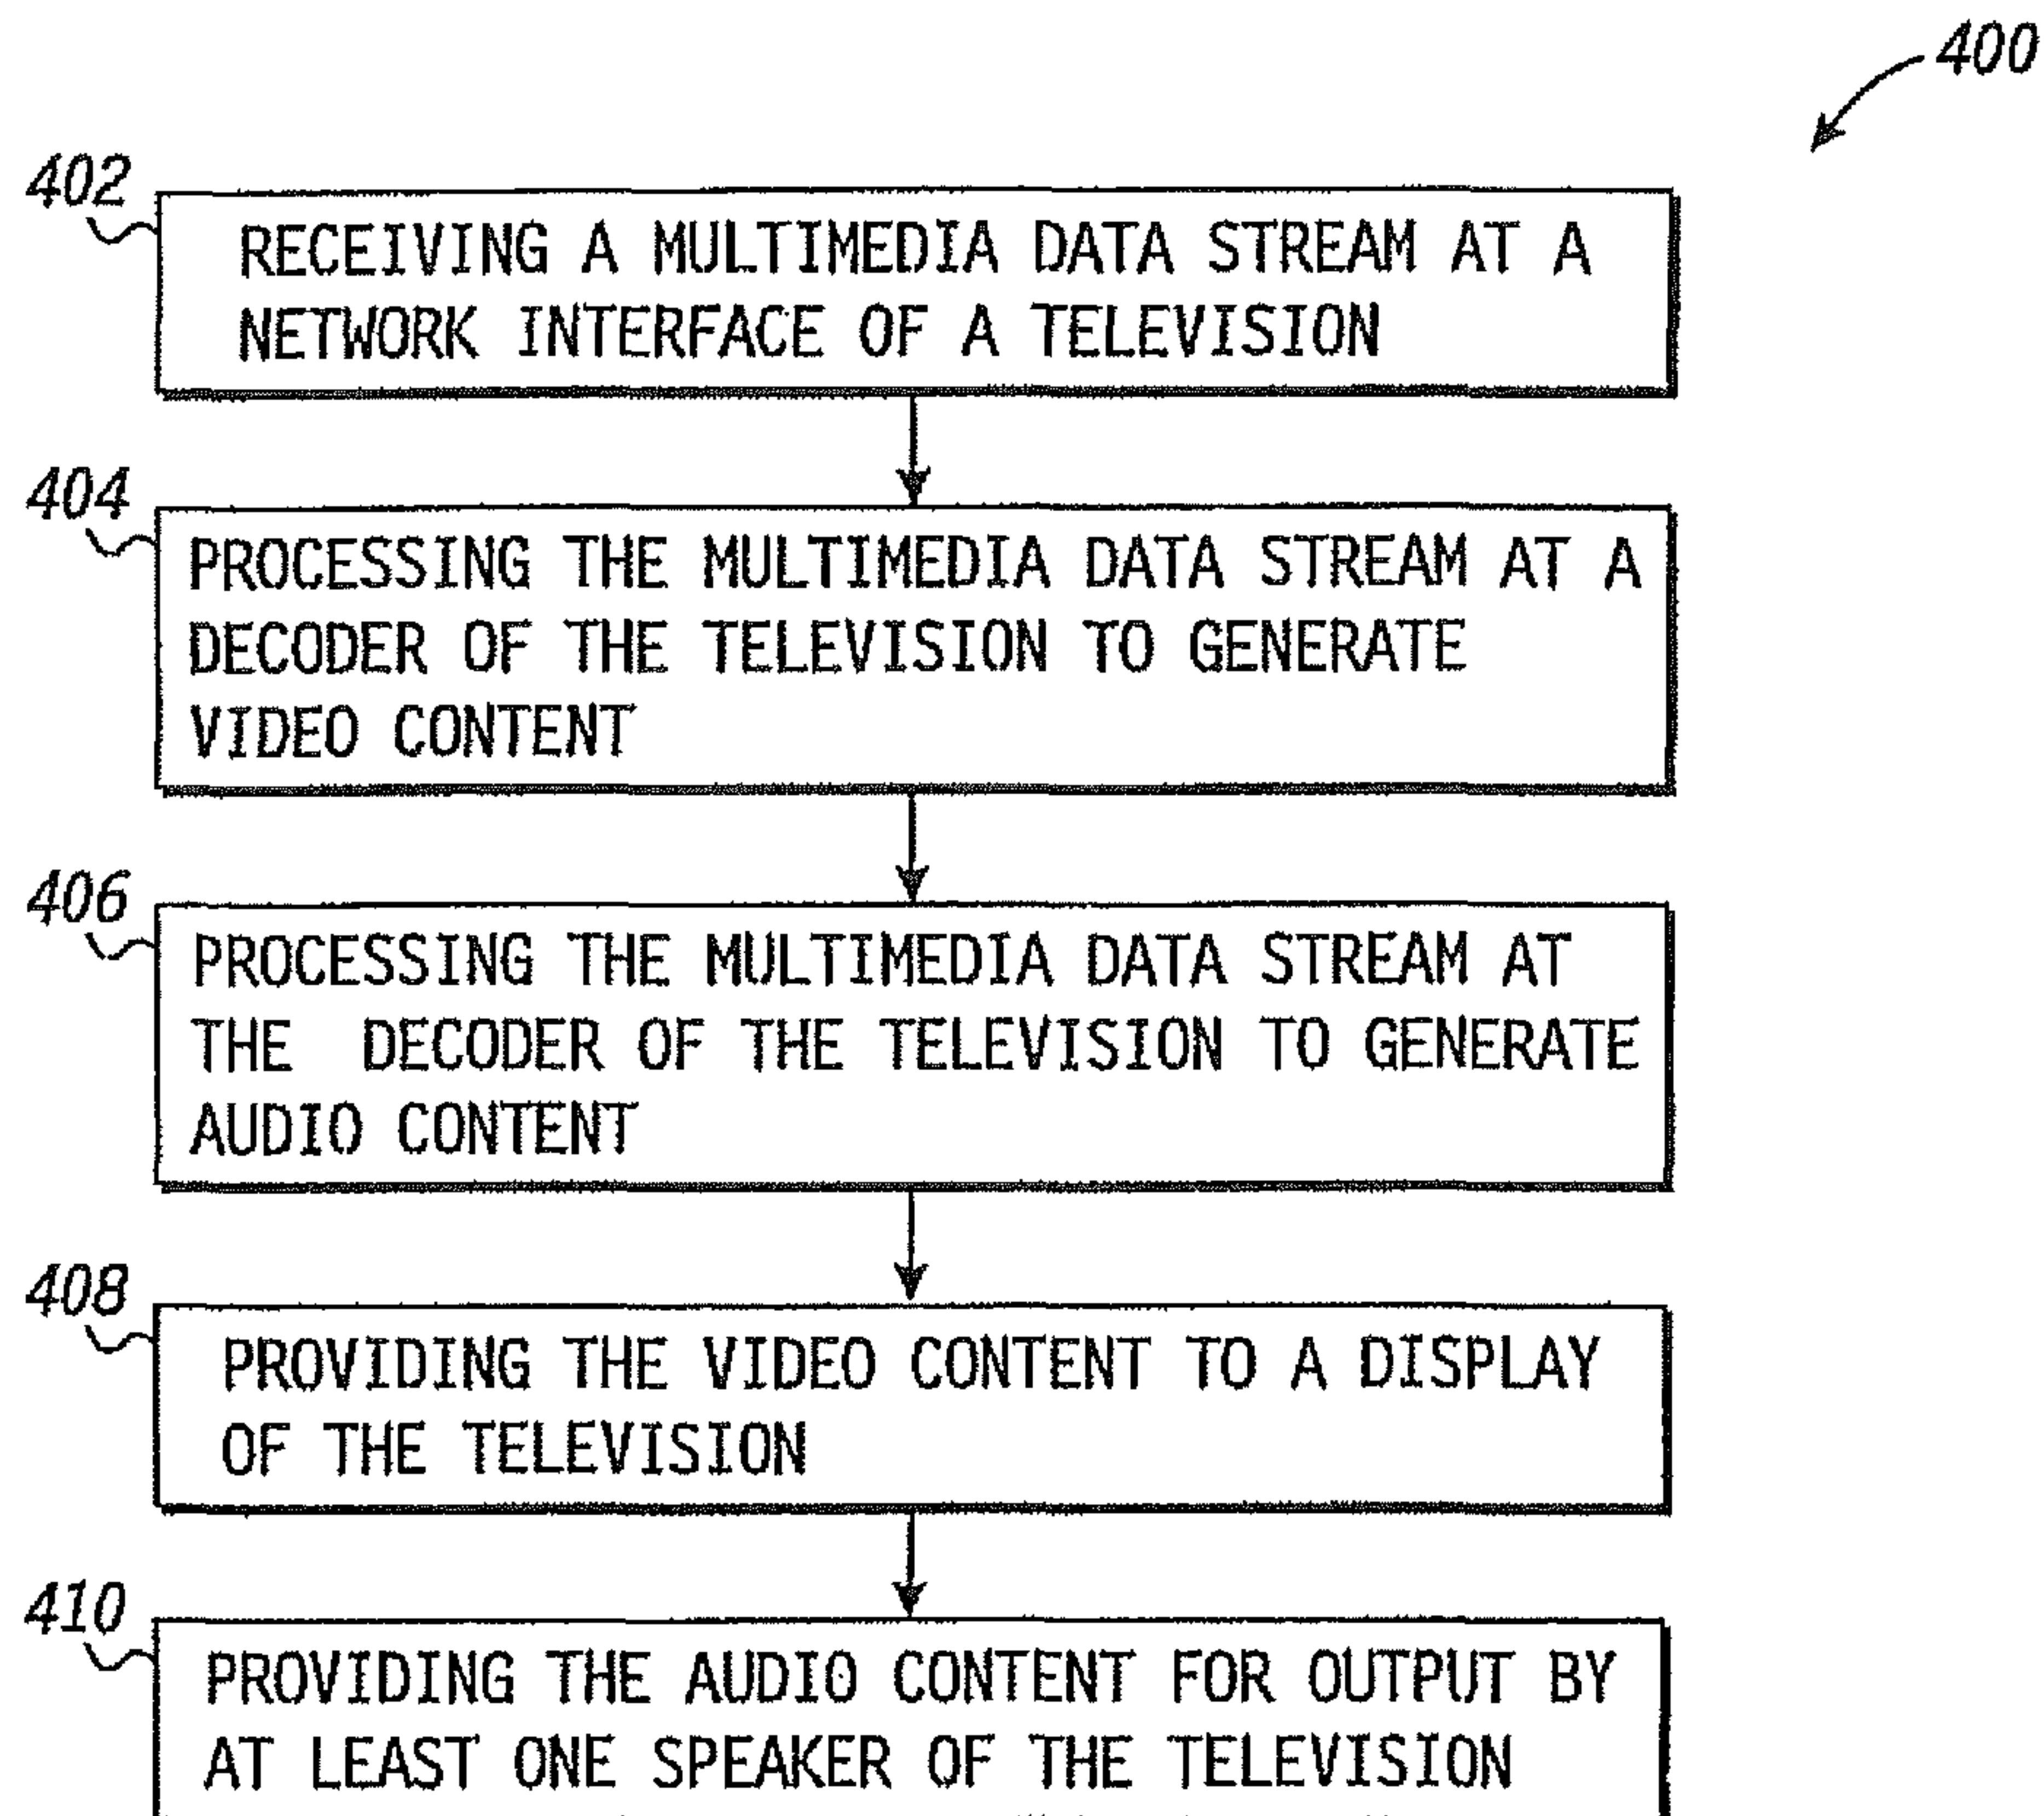 400
402
RECEIVING A MULTIMEDIA DATA STREAM AT A
NETWORK INTERFACE OF A TELEVISION
404
PROCESSING THE MULTIMEDIA DATA STREAM AT A
DECODER OF THE TELEVISION TO GENERATE
VIDEO CONTENT
406
PROCESSING THE MULTIMEDIA DATA STREAM AT
THE DECODER OF THE TELEVISION TO GENERATE
AUDIO CONTENT
408
PROVIDING THE VIDEO CONTENT TO A DISPLAY
OF THE TELEVISION
410
PROVIDING THE AUDIO CONTENT FOR OUTPUT BY
AT LEAST ONE SPEAKER OF THE TELEVISION